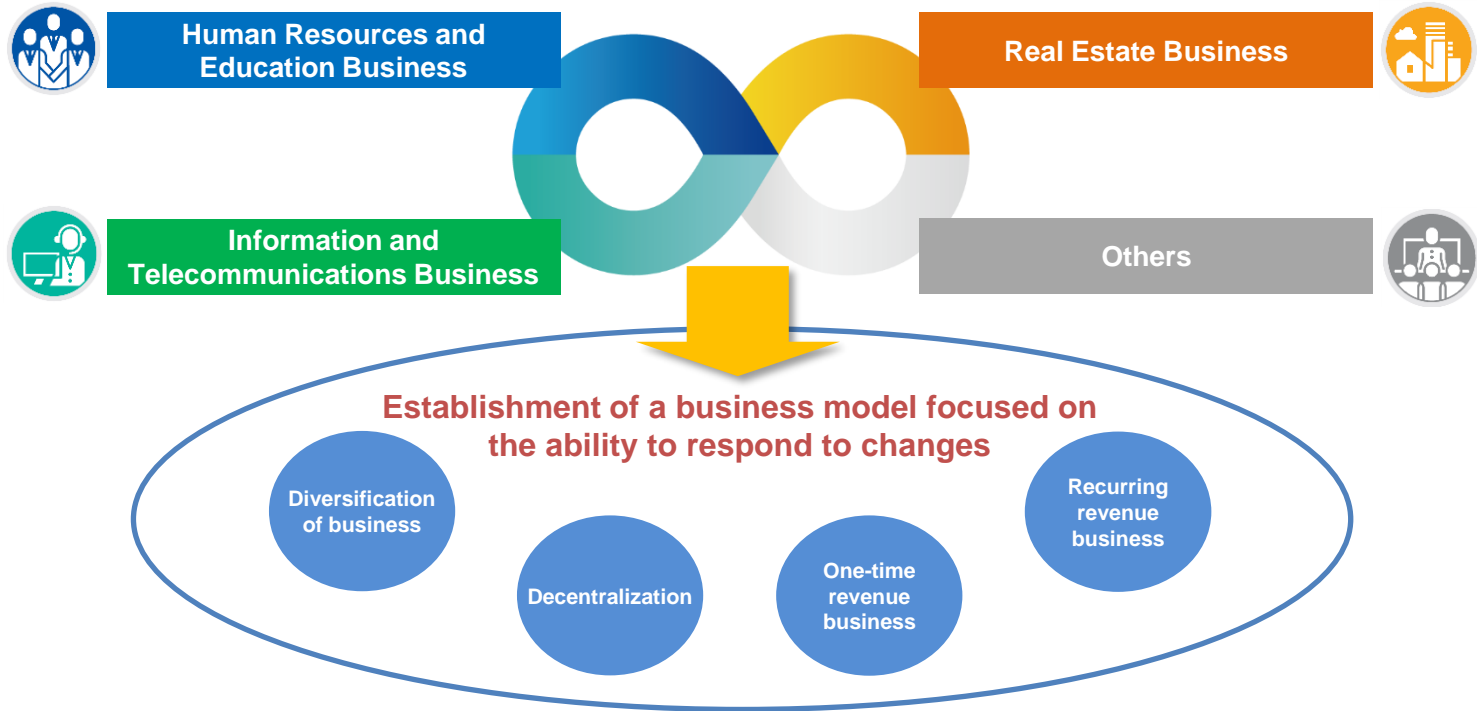 Human Resources and
Education Business
Real Estate Business
Information and
Telecommunications Business
Others
Establishment of a business model focused on
the ability to respond to changes
Diversification
of business
Decentralization
One-time
revenue
business
Recurring
revenue
business